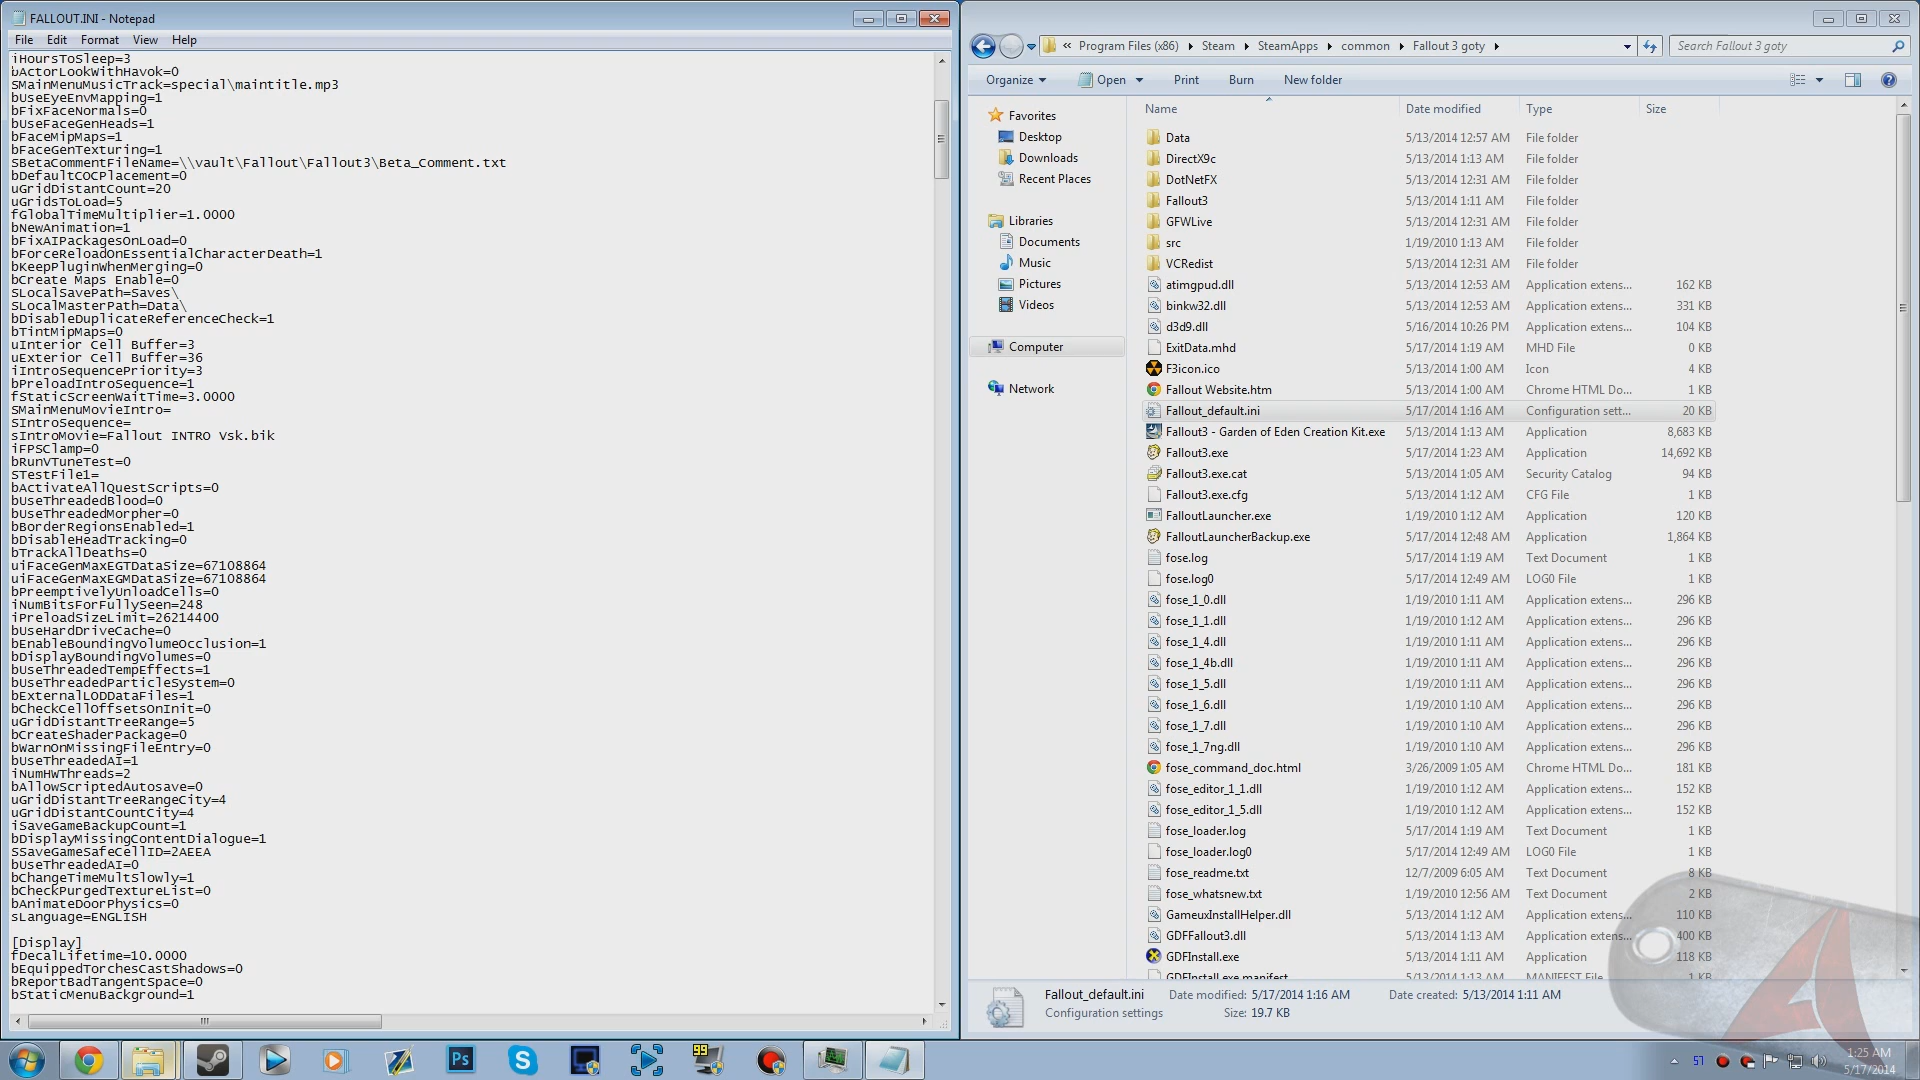 FALLOUT.INI - Notepad
File Edit Format View Help
iHoursToSleep=3
bActorLookWithHavok=0
SMainMenuMusicTrack=special\maintitle.mp3
bUseEyeEnvMapping=1
bFixFaceNormals=0
bUseFaceGenHeads=1
bFaceMipMaps=1
bFaceGenTexturing=1
SBetaCommentFileName=\\vault\Fallout\Fallout3\Beta_Comment.txt
bDefaultCOCPlacement=0
uGridDistantCount=20
uGridsToLoad=5
fGlobalTimeMultiplier=1.0000
bNewAnimation=1
bFixAIPackagesOnLoad=0
bForceReloadOnEssentialCharacterDeath=1
bKeepPluginWhenMerging=0
bCreate Maps Enable=0
SLocalSavePath=Saves\
SLocalMasterPath=Data\
bDisableDuplicateReferenceCheck=1
bTintMipMaps=0
uInterior Cell Buffer=3
uExterior Cell Buffer=36
iIntroSequencePriority=3
bPreloadIntroSequence=1
fStaticScreenWaitTime=3.0000
SMainMenuMovieIntro=
SIntroSequence=
sIntroMovie=Fallout INTRO Vsk.bik
iFPSClamp=0
bRunVTuneTest=0
STestFile1=
bActivateAllQuestScripts=0
bUseThreadedBlood=0
bUseThreadedMorpher=0
bBorderRegionsEnabled=1
bDisableHeadTracking=0
bTrackAllDeaths=0
uiFaceGenMaxEGTDataSize=67108864
uiFaceGenMaxEGMDataSize=67108864
bPreemptivelyUnloadCells=0
iNumBitsForFullySeen=248
iPreloadSizeLimit=26214400
bUseHardDriveCache=0
bEnableBoundingVolumeOcclusion=1
bDisplayBoundingVolumes=0
bUseThreadedTempEffects=1
bUseThreadedParticleSystem=0
bExternalLODDataFiles=1
bCheckCellOffsetsOnInit=0
uGridDistantTreeRange=5
bCreateShaderPackage=0
bWarnOnMissingFileEntry=0
bUseThreadedAI=1
iNumHWThreads=2
bAllowScriptedAutosave=0
uGridDistantTreeRangeCity=4
uGridDistantCountCity=4
iSaveGameBackupCount=1
bDisplayMissingContentDialogue=1
SSaveGameSafeCellID=2AEEA
bUseThreadedAI=0
bChangeTimeMultSlowly=1
bCheckPurgedTextureList=0
bAnimateDoorPhysics=0
sLanguage=ENGLISH
[Display]
fDecalLifetime=10.0000
bEquippedTorchesCastShadows=0
bReportBadTangentSpace=0
bStaticMenuBackground=1
« Program Files (x86) Steam SteamApps common Fallout 3 goty
Search Fallout 3 goty
Organize Open Print Burn New folder
Favorites
Desktop
Downloads
Recent Places
Libraries
Documents
Music
Pictures
Videos
Computer
Network
Name Date modified Type Size
Data 5/13/2014 12:57 AM File folder
DirectX9c 5/13/2014 1:13 AM File folder
DotNetFX 5/13/2014 12:31 AM File folder
Fallout3 5/13/2014 1:11 AM File folder
GFWLive 5/13/2014 12:31 AM File folder
src 1/19/2010 1:13 AM File folder
VCRedist 5/13/2014 12:31 AM File folder
atimgpud.dll 5/13/2014 12:53 AM Application extens... 162 KB
binkw32.dll 5/13/2014 12:53 AM Application extens... 331 KB
d3d9.dll 5/16/2014 10:26 PM Application extens... 104 KB
ExitData.mhd 5/17/2014 1:19 AM MHD File 0 KB
F3icon.ico 5/13/2014 1:00 AM Icon 4 KB
Fallout Website.htm 5/13/2014 1:00 AM Chrome HTML Do... 1 KB
Fallout_default.ini 5/17/2014 1:16 AM Configuration sett... 20 KB
Fallout3 - Garden of Eden Creation Kit.exe 5/13/2014 1:13 AM Application 8,683 KB
Fallout3.exe 5/17/2014 1:23 AM Application 14,692 KB
Fallout3.exe.cat 5/13/2014 1:05 AM Security Catalog 94 KB
Fallout3.exe.cfg 5/13/2014 1:12 AM CFG File 1 KB
FalloutLauncher.exe 1/19/2010 1:12 AM Application 120 KB
FalloutLauncherBackup.exe 5/17/2014 12:48 AM Application 1,864 KB
fose.log 5/17/2014 1:19 AM Text Document 1 KB
fose.log0 5/17/2014 12:49 AM LOG0 File 1 KB
fose_1_0.dll 1/19/2010 1:11 AM Application extens... 296 KB
fose_1_1.dll 1/19/2010 1:12 AM Application extens... 296 KB
fose_1_4.dll 1/19/2010 1:11 AM Application extens... 296 KB
fose_1_4b.dll 1/19/2010 1:11 AM Application extens... 296 KB
fose_1_5.dll 1/19/2010 1:11 AM Application extens... 296 KB
fose_1_6.dll 1/19/2010 1:10 AM Application extens... 296 KB
fose_1_7.dll 1/19/2010 1:10 AM Application extens... 296 KB
fose_1_7ng.dll 1/19/2010 1:10 AM Application extens... 296 KB
fose_command_doc.html 3/26/2009 1:05 AM Chrome HTML Do... 181 KB
fose_editor_1_1.dll 1/19/2010 1:12 AM Application extens... 152 KB
fose_editor_1_5.dll 1/19/2010 1:12 AM Application extens... 152 KB
fose_loader.log 5/17/2014 1:19 AM Text Document 1 KB
fose_loader.log0 5/17/2014 12:49 AM LOG0 File 1 KB
fose_readme.txt 12/7/2009 6:05 AM Text Document 8 KB
fose_whatsnew.txt 1/19/2010 12:56 AM Text Document 2 KB
GameuxInstallHelper.dll 5/13/2014 1:12 AM Application extens... 110 KB
GDFFallout3.dll 5/13/2014 1:13 AM Application extens... 400 KB
GDFInstall.exe 5/13/2014 1:11 AM Application 118 KB
GDFInstall.exe.manifest 5/13/2014 1:13 AM MANIFEST File 1 KB
Fallout_default.ini Date modified: 5/17/2014 1:16 AM Date created: 5/13/2014 1:11 AM
Configuration settings Size: 19.7 KB
Ps
99
57
1:25 AM
5/17/2014